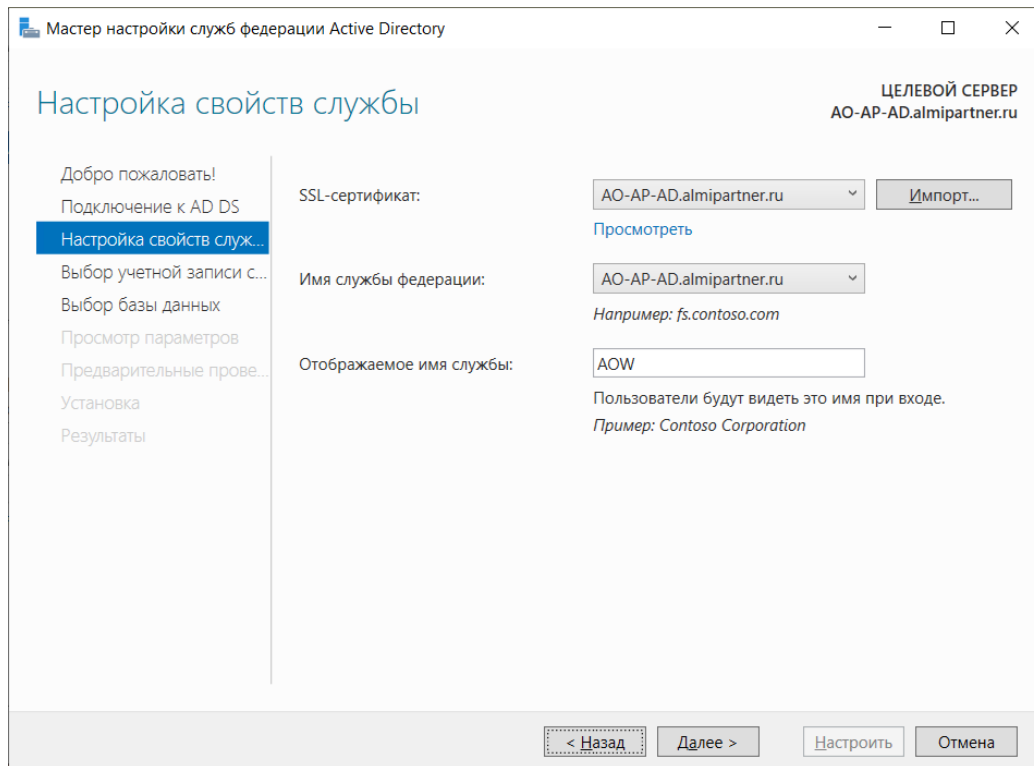 Мастер настройки служб федерации Active Directory
Настройка свойств службы
ЦЕЛЕВОЙ СЕРВЕР
AO-AP-AD.almipartner.ru
Добро пожаловать!
Подключение к AD DS
Настройка свойств служ...
Выбор учетной записи с...
Выбор базы данных
Просмотр параметров
Предварительные прове...
Установка
Результаты
SSL-сертификат:
AO-AP-AD.almipartner.ru
Импорт...
Просмотреть
Имя службы федерации:
AO-AP-AD.almipartner.ru
Например: fs.contoso.com
Отображаемое имя службы:
AOW
Пользователи будут видеть это имя при входе.
Пример: Contoso Corporation
< Назад
Далее >
Настроить
Отмена